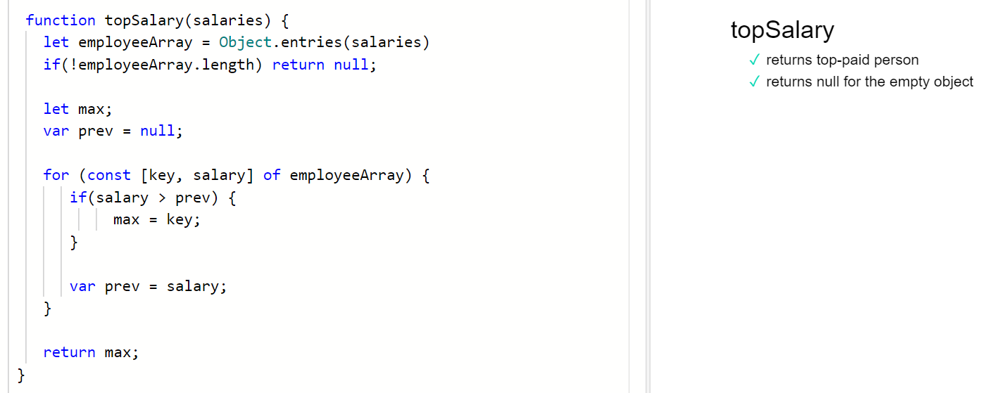 function topSalary(salaries) {
let employeeArray = Object.entries(salaries)
if(!employeeArray.length) return null;
let max;
var prev = null;
for (const [key, salary] of employeeArray) {
if(salary > prev) {
max = key;
}
var prev = salary;
}
return max;
}
topSalary
✓ returns top-paid person
✓ returns null for the empty object